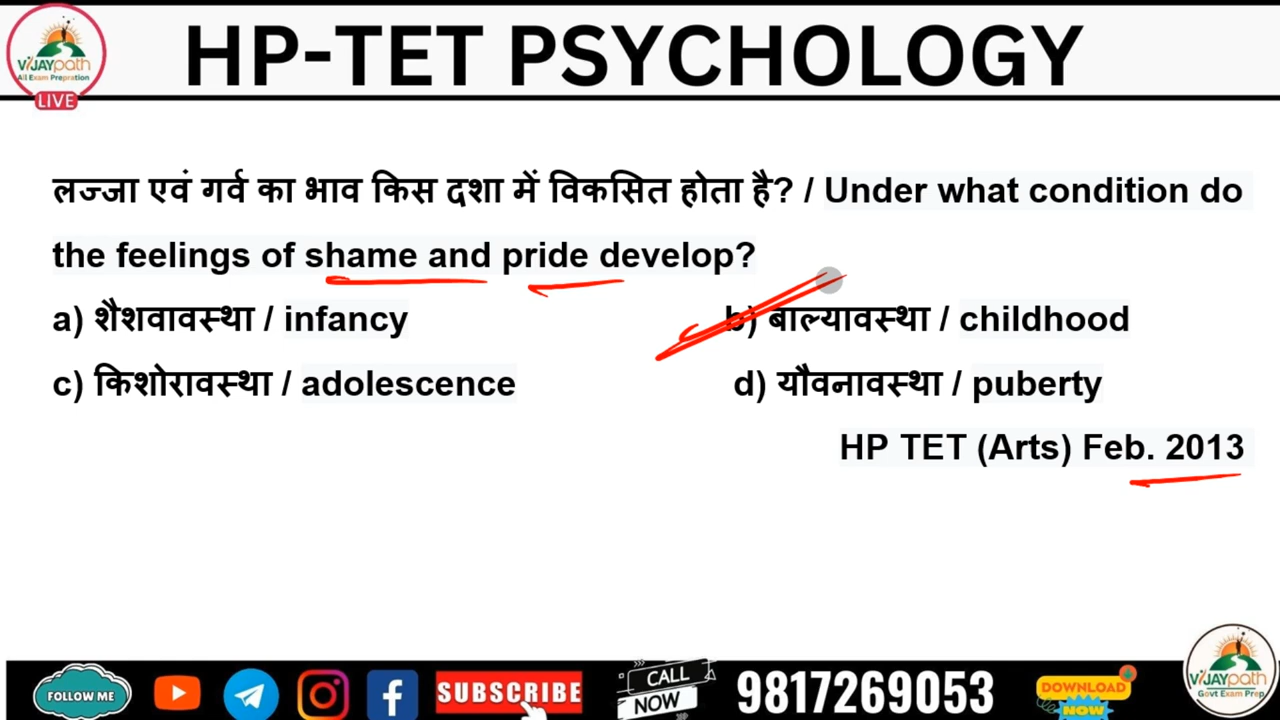 VIJAYpath
All Exam Prepration
LIVE
HP-TET PSYCHOLOGY
लज्जा एवं गर्व का भाव किस दशा में विकसित होता है? / Under what condition do
the feelings of shame and pride develop?
a) शैशवावस्था / infancy
b) बाल्यावस्था / childhood
c) किशोरावस्था / adolescence
d) यौवनावस्था / puberty
HP TET (Arts) Feb. 2013
FOLLOW ME
SUBSCRIBE
CALL
NOW
9817269053
DOWNLOAD
NOW
VIJAYpath
Govt Exam Prep